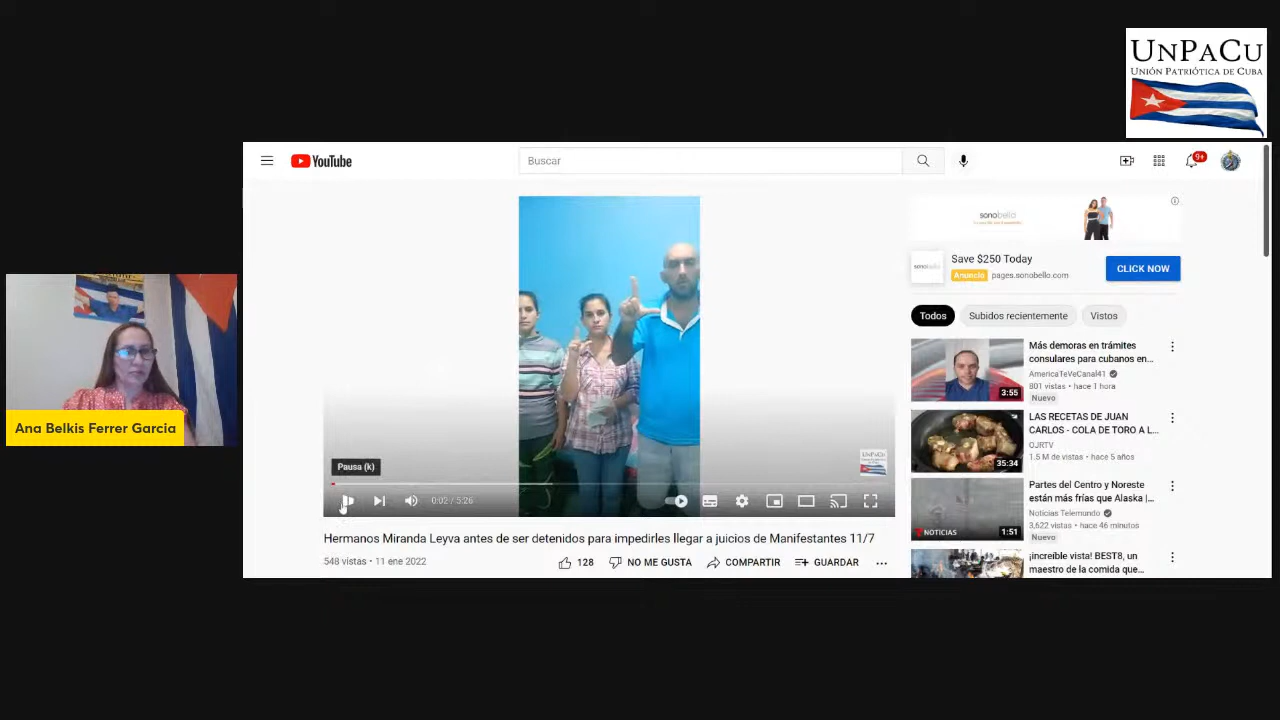 UNPACU
UNIÓN PATRIÓTICA DE CUBA
YouTube
Buscar
9+
sonobello
Save $250 Today
sonobello
Anuncio
pages.sonobello.com
CLICK NOW
Todos
Subidos recientemente
Vistos
Más demoras en trámites
consulares para cubanos en...
AmericaTeVeCanal41
801 vistas • hace 1 hora
Nuevo
3:55
LAS RECETAS DE JUAN
CARLOS - COLA DE TORO A L...
OJRTV
1.5 M de vistas • hace 5 años
35:34
Partes del Centro y Noreste
están más frías que Alaska |...
Noticias Telemundo
3,622 vistas • hace 46 minutos
Nuevo
NOTICIAS
1:51
¡increíble vista! BEST8, un
maestro de la comida que...
Ana Belkis Ferrer Garcia
Pausa (k)
UNPACU
0:02 / 5:26
Hermanos Miranda Leyva antes de ser detenidos para impedirles llegar a juicios de Manifestantes 11/7
548 vistas • 11 ene 2022
128
NO ME GUSTA
COMPARTIR
GUARDAR